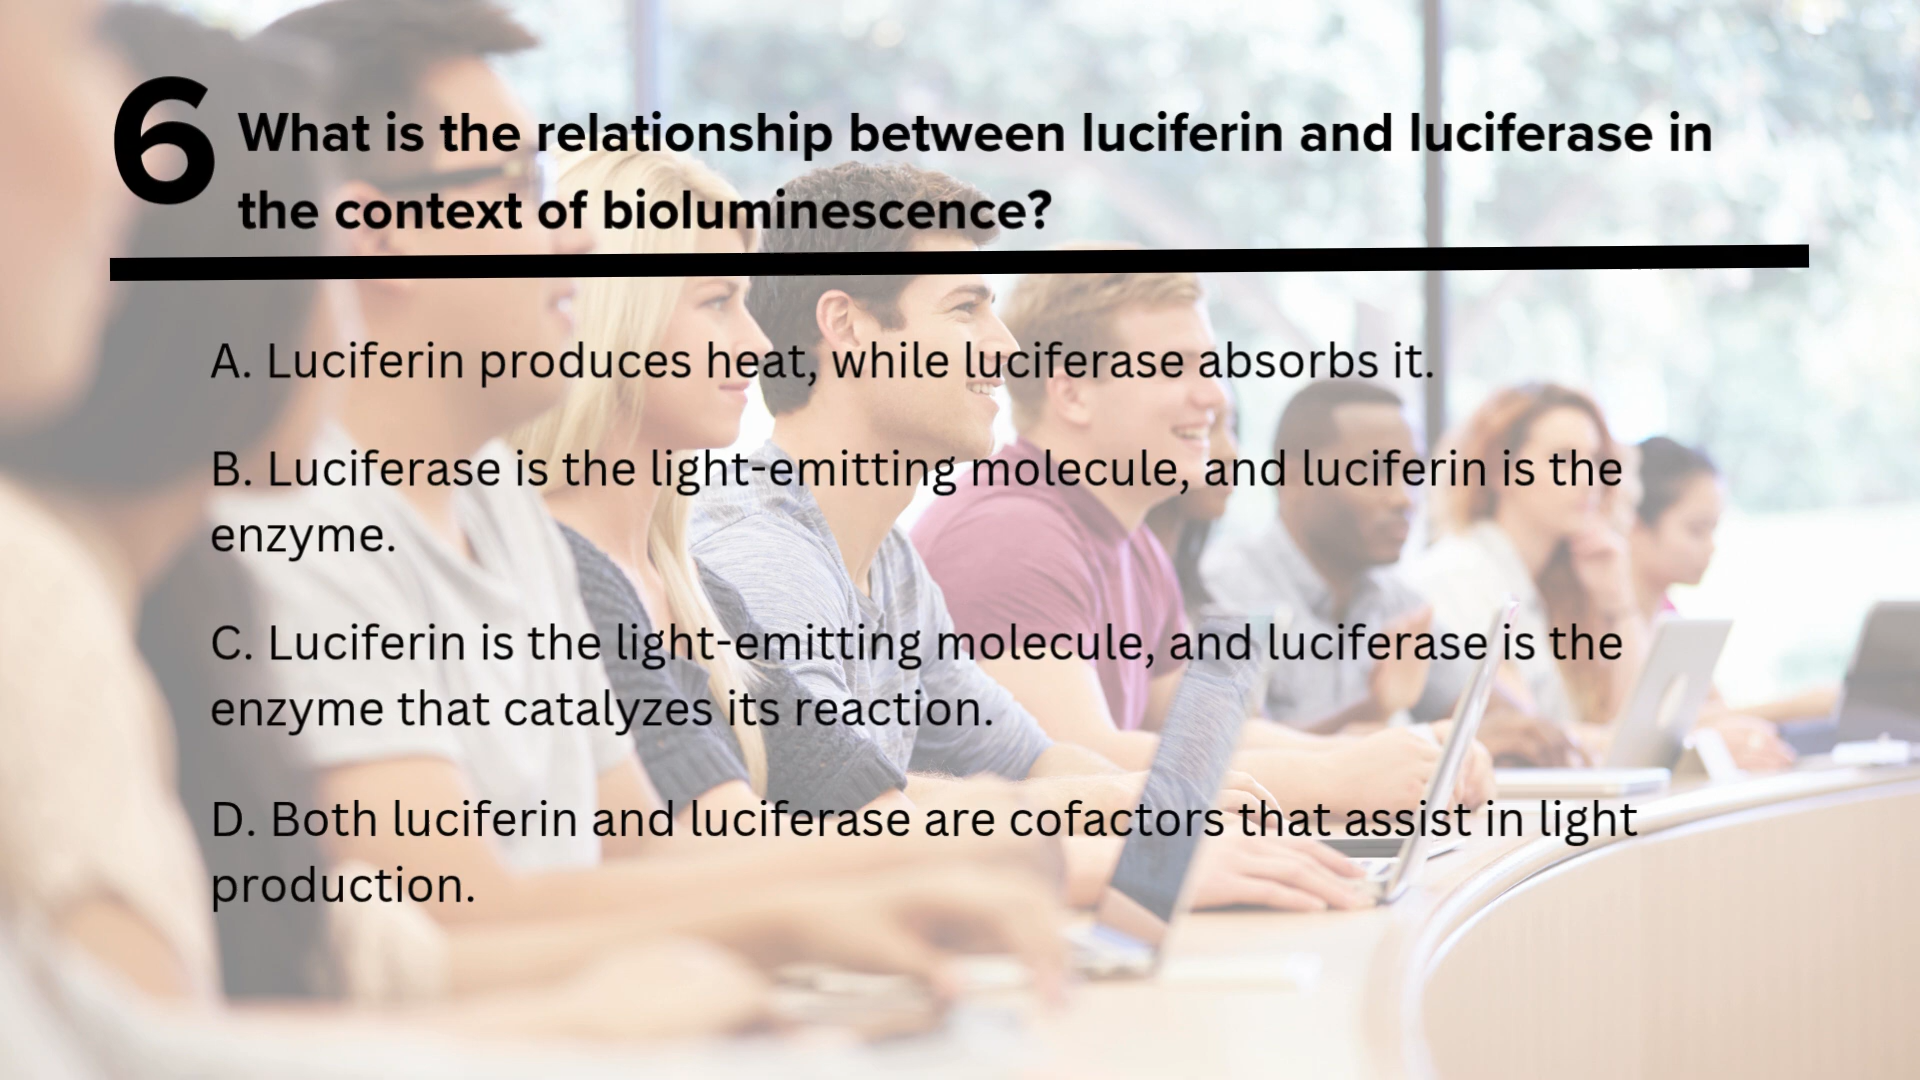 6
What is the relationship between luciferin and luciferase in
the context of bioluminescence?
A. Luciferin produces heat, while luciferase absorbs it.
B. Luciferase is the light-emitting molecule, and luciferin is the
enzyme.
C. Luciferin is the light-emitting molecule, and luciferase is the
enzyme that catalyzes its reaction.
D. Both luciferin and luciferase are cofactors that assist in light
production.